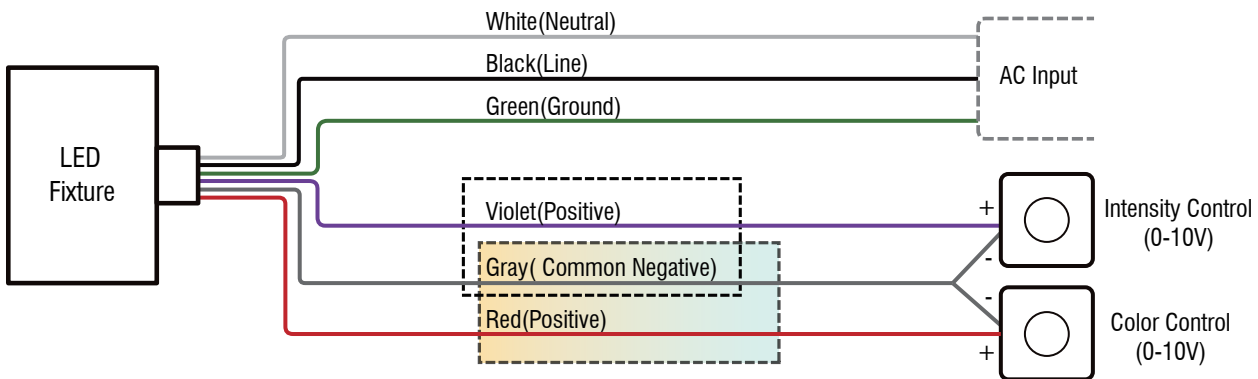 White(Neutral)
Black(Line)
Green(Ground)
AC Input
LED
Fixture
Violet(Positive)
Gray( Common Negative)
Red(Positive)
+
-
Intensity Control
(0-10V)
-
+
Color Control
(0-10V)